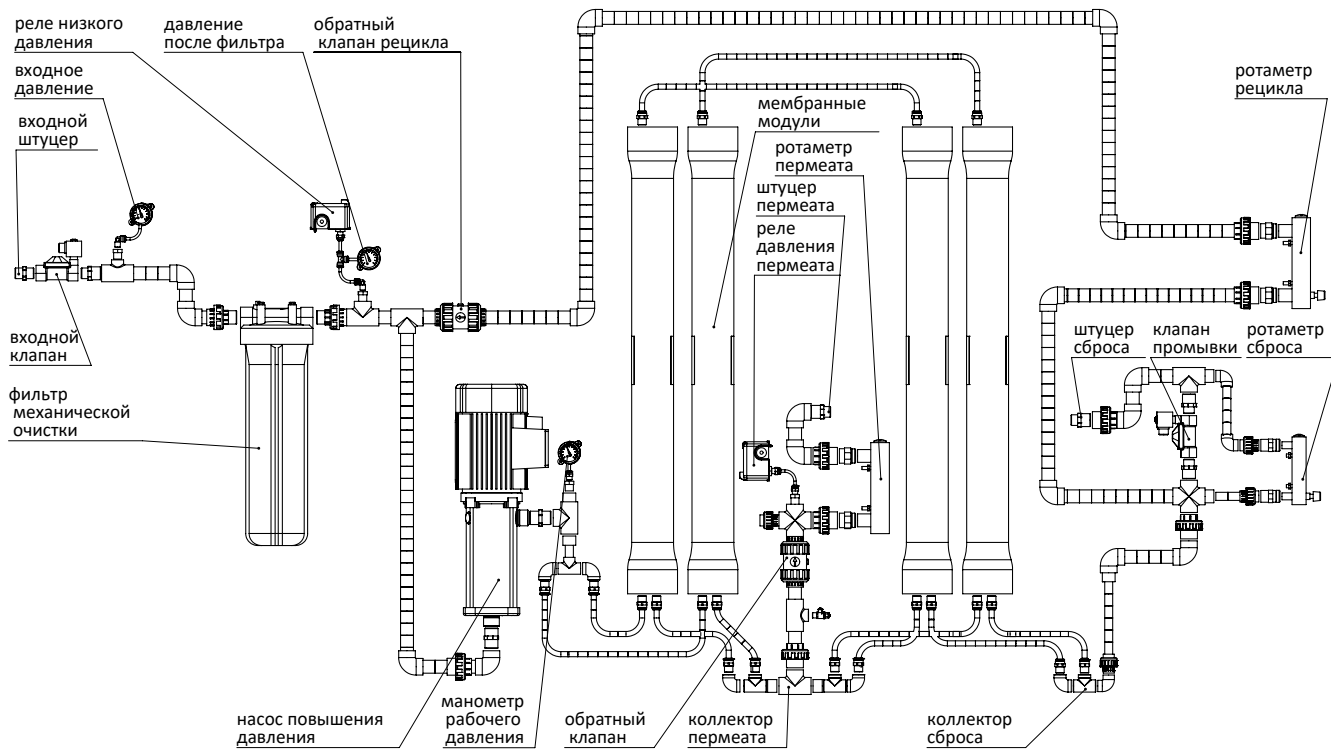 реле низкого
давления
давление
после фильтра
обратный
клапан рецикла
входное
давление
входной
штуцер
мембранные
модули
ротаметр
пермеата
штуцер
пермеата
реле
давления
пермеата
ротаметр
рецикла
входной
клапан
фильтр
механической
очистки
штуцер
сброса
клапан
промывки
ротаметр
сброса
насос повышения
давления
манометр
рабочего
давления
обратный
клапан
коллектор
пермеата
коллектор
сброса